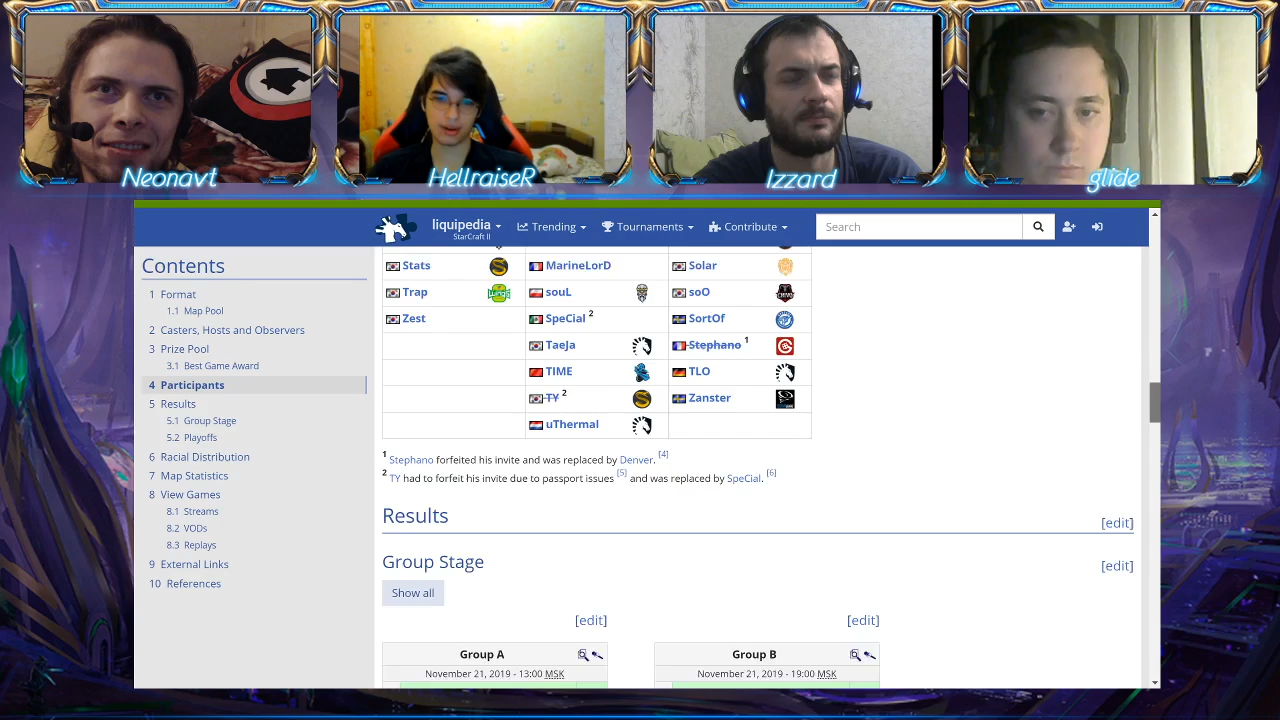 Neonavt
HellraiseR
Izzard
glide
liquipedia
StarCraft II
Trending
Tournaments
Contribute
Search
Contents
1 Format
1.1 Map Pool
2 Casters, Hosts and Observers
3 Prize Pool
3.1 Best Game Award
4 Participants
5 Results
5.1 Group Stage
5.2 Playoffs
6 Racial Distribution
7 Map Statistics
8 View Games
8.1 Streams
8.2 VODs
8.3 Replays
9 External Links
10 References
Stats MarineLorD Solar
Trap souL soO
Zest SpeCial 2 SortOf
TaeJa Stephano 1
TIME TLO
TY 2 Zanster
uThermal
1 Stephano forfeited his invite and was replaced by Denver. [4]
2 TY had to forfeit his invite due to passport issues [5] and was replaced by SpeCial. [6]
Results [edit]
Group Stage [edit]
Show all
[edit] [edit]
Group A Group B
November 21, 2019 - 13:00 MSK November 21, 2019 - 19:00 MSK